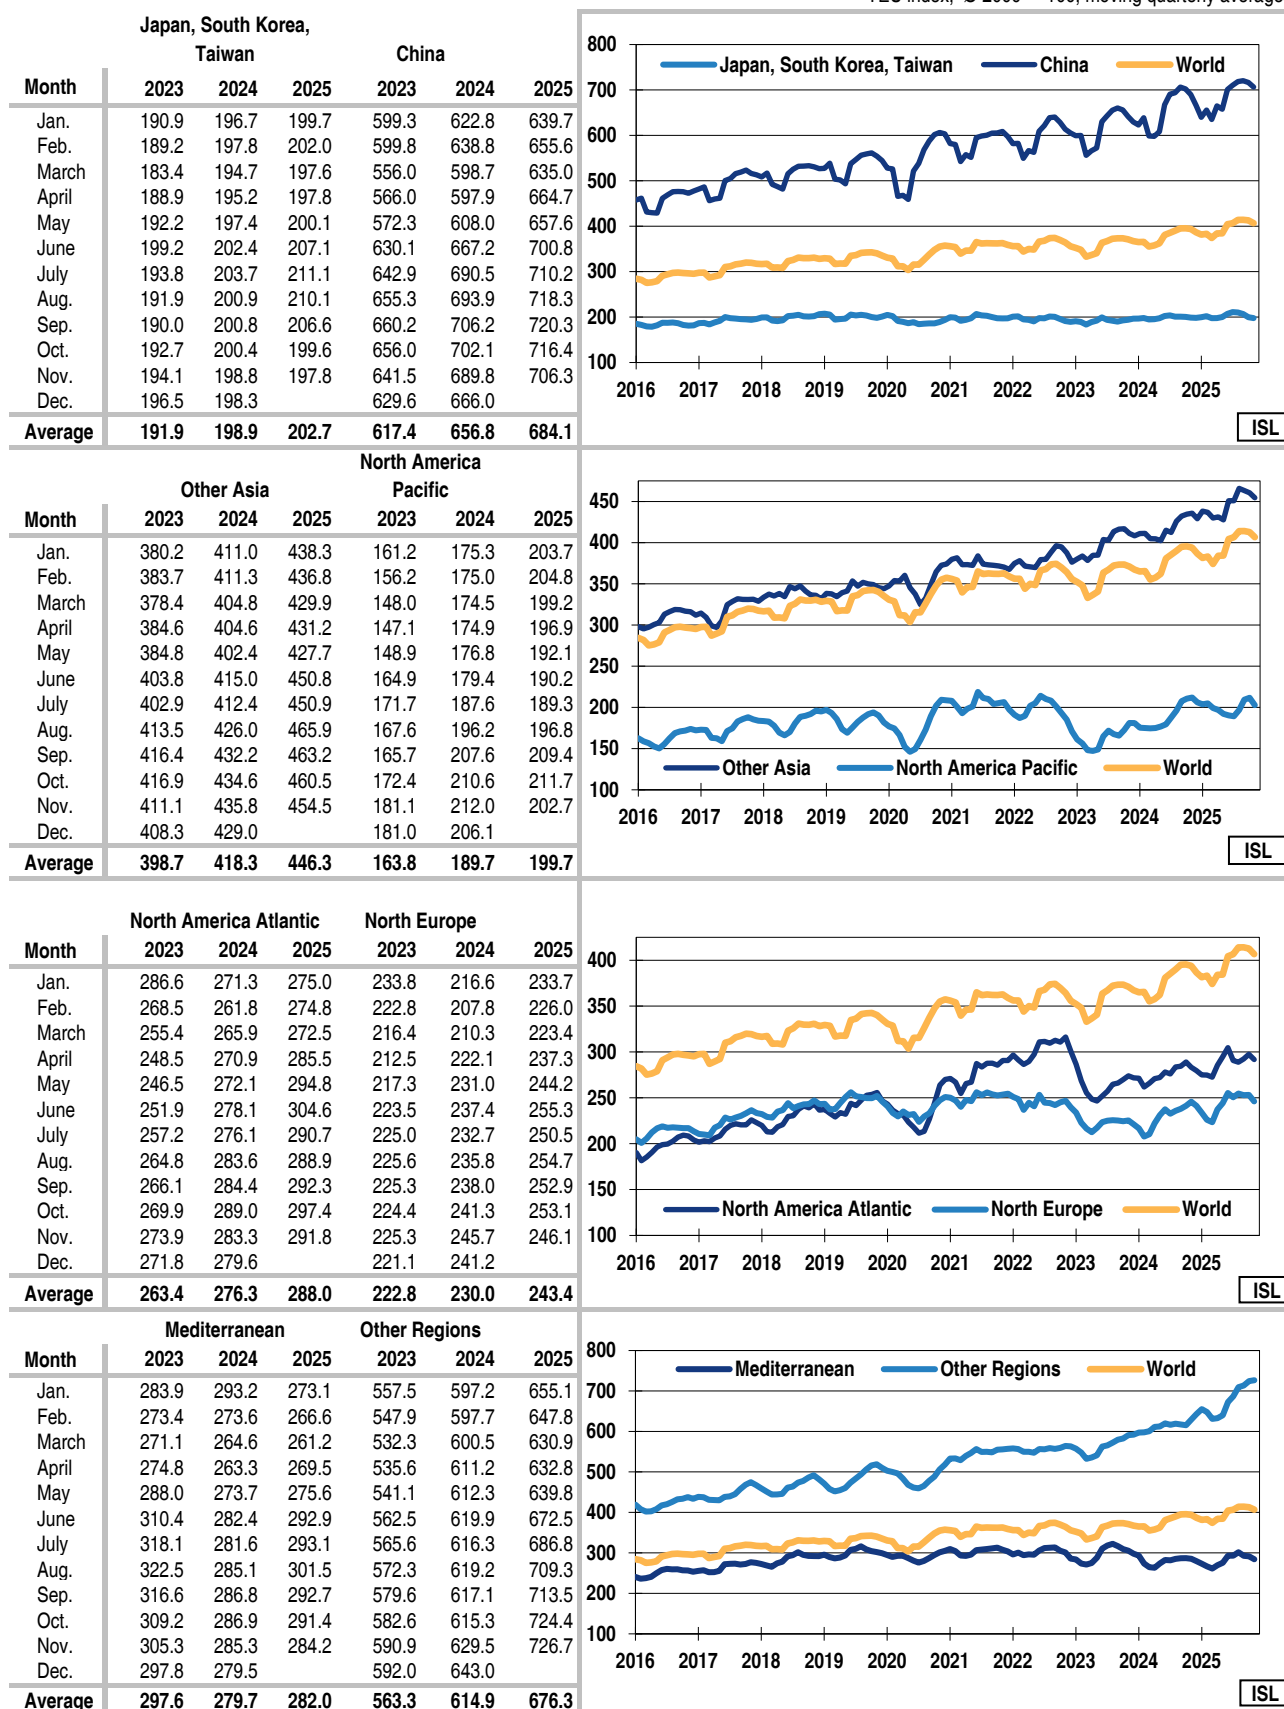 Japan, South Korea,
Taiwan China
Month 2023 2024 2025 2023 2024 2025
Jan. 190.9 196.7 199.7 599.3 622.8 639.7
Feb. 189.2 197.8 202.0 599.8 638.8 655.6
March 183.4 194.7 197.6 556.0 598.7 635.0
April 188.9 195.2 197.8 566.0 597.9 664.7
May 192.2 197.4 200.1 572.3 608.0 657.6
June 199.2 202.4 207.1 630.1 667.2 700.8
July 193.8 203.7 211.1 642.9 690.5 710.2
Aug. 191.9 200.9 210.1 655.3 693.9 718.3
Sep. 190.0 200.8 206.6 660.2 706.2 720.3
Oct. 192.7 200.4 199.6 656.0 702.1 716.4
Nov. 194.1 198.8 197.8 641.5 689.8 706.3
Dec. 196.5 198.3 629.6 666.0
Average 191.9 198.9 202.7 617.4 656.8 684.1
800
Japan, South Korea, Taiwan China World
700
600
500
400
300
200
100
2016 2017 2018 2019 2020 2021 2022 2023 2024 2025
ISL
North America
Other Asia Pacific
Month 2023 2024 2025 2023 2024 2025
Jan. 380.2 411.0 438.3 161.2 175.3 203.7
Feb. 383.7 411.3 436.8 156.2 175.0 204.8
March 378.4 404.8 429.9 148.0 174.5 199.2
April 384.6 404.6 431.2 147.1 174.9 196.9
May 384.8 402.4 427.7 148.9 176.8 192.1
June 403.8 415.0 450.8 164.9 179.4 190.2
July 402.9 412.4 450.9 171.7 187.6 189.3
Aug. 413.5 426.0 465.9 167.6 196.2 196.8
Sep. 416.4 432.2 463.2 165.7 207.6 209.4
Oct. 416.9 434.6 460.5 172.4 210.6 211.7
Nov. 411.1 435.8 454.5 181.1 212.0 202.7
Dec. 408.3 429.0 181.0 206.1
Average 398.7 418.3 446.3 163.8 189.7 199.7
450
400
350
300
250
200
150
Other Asia North America Pacific World
100
2016 2017 2018 2019 2020 2021 2022 2023 2024 2025
ISL
North America Atlantic North Europe
Month 2023 2024 2025 2023 2024 2025
Jan. 286.6 271.3 275.0 233.8 216.6 233.7
Feb. 268.5 261.8 274.8 222.8 207.8 226.0
March 255.4 265.9 272.5 216.4 210.3 223.4
April 248.5 270.9 285.5 212.5 222.1 237.3
May 246.5 272.1 294.8 217.3 231.0 244.2
June 251.9 278.1 304.6 223.5 237.4 255.3
July 257.2 276.1 290.7 225.0 232.7 250.5
Aug. 264.8 283.6 288.9 225.6 235.8 254.7
Sep. 266.1 284.4 292.3 225.3 238.0 252.9
Oct. 269.9 289.0 297.4 224.4 241.3 253.1
Nov. 273.9 283.3 291.8 225.3 245.7 246.1
Dec. 271.8 279.6 221.1 241.2
Average 263.4 276.3 288.0 222.8 230.0 243.4
400
350
300
250
200
150
North America Atlantic North Europe World
100
2016 2017 2018 2019 2020 2021 2022 2023 2024 2025
ISL
Mediterranean Other Regions
Month 2023 2024 2025 2023 2024 2025
Jan. 283.9 293.2 273.1 557.5 597.2 655.1
Feb. 273.4 273.6 266.6 547.9 597.7 647.8
March 271.1 264.6 261.2 532.3 600.5 630.9
April 274.8 263.3 269.5 535.6 611.2 632.8
May 288.0 273.7 275.6 541.1 612.3 639.8
June 310.4 282.4 292.9 562.5 619.9 672.5
July 318.1 281.6 293.1 565.6 616.3 686.8
Aug. 322.5 285.1 301.5 572.3 619.2 709.3
Sep. 316.6 286.8 292.7 579.6 617.1 713.5
Oct. 309.2 286.9 291.4 582.6 615.3 724.4
Nov. 305.3 285.3 284.2 590.9 629.5 726.7
Dec. 297.8 279.5 592.0 643.0
Average 297.6 279.7 282.0 563.3 614.9 676.3
800
Mediterranean Other Regions World
700
600
500
400
300
200
100
2016 2017 2018 2019 2020 2021 2022 2023 2024 2025
ISL